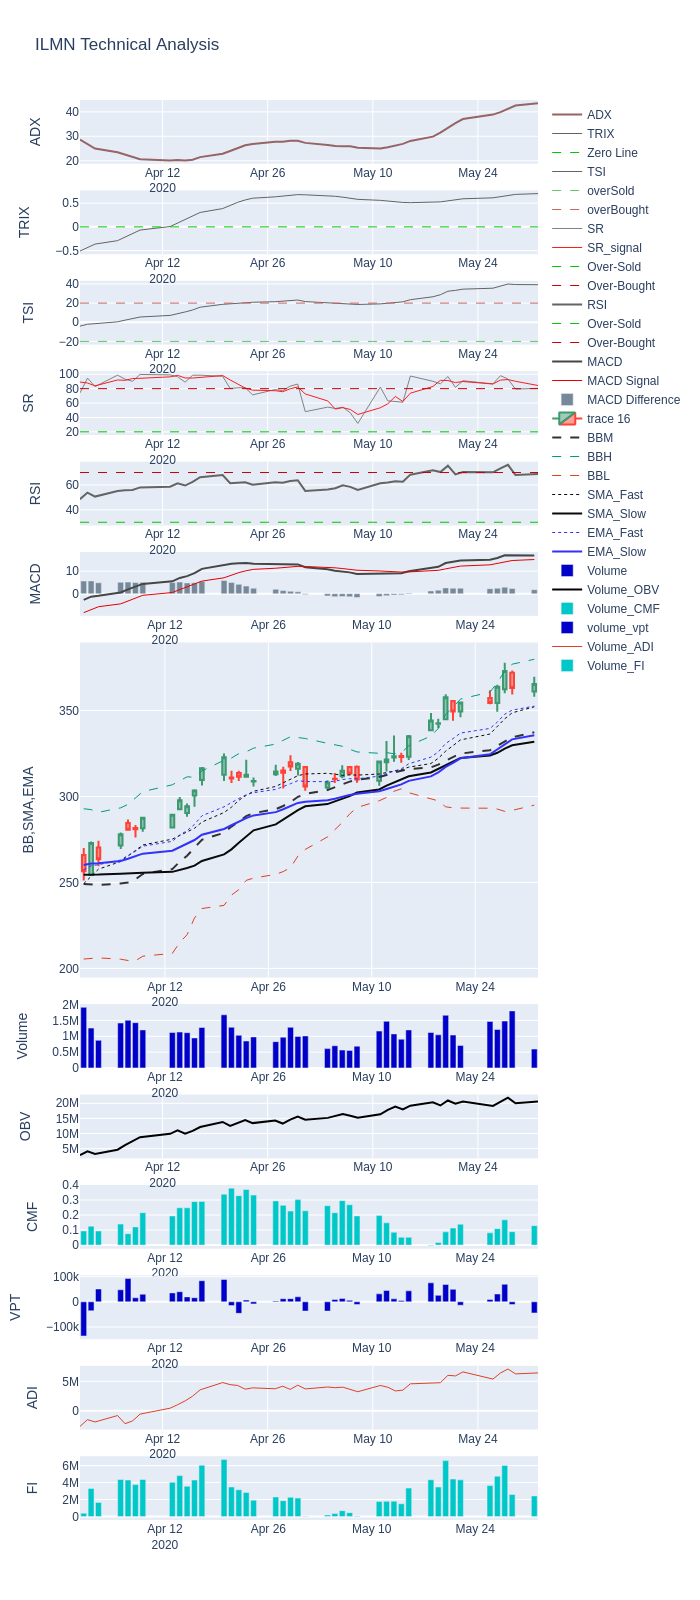 ILMN Technical Analysis
ADX
40
30
20
Apr 12
2020
Apr 26
May 10
May 24
TRIX
0.5
0
−0.5
Apr 12
2020
Apr 26
May 10
May 24
TSI
40
20
0
−20
Apr 12
2020
Apr 26
May 10
May 24
SR
100
80
60
40
20
Apr 12
2020
Apr 26
May 10
May 24
RSI
60
40
Apr 12
2020
Apr 26
May 10
May 24
MACD
10
0
Apr 12
2020
Apr 26
May 10
May 24
BB,SMA,EMA
350
300
250
200
Apr 12
2020
Apr 26
May 10
May 24
Volume
2M
1.5M
1M
0.5M
0
Apr 12
2020
Apr 26
May 10
May 24
OBV
20M
15M
10M
5M
Apr 12
2020
Apr 26
May 10
May 24
CMF
0.4
0.3
0.2
0.1
0
Apr 12
2020
Apr 26
May 10
May 24
VPT
100k
0
−100k
Apr 12
2020
Apr 26
May 10
May 24
ADI
5M
0
Apr 12
2020
Apr 26
May 10
May 24
FI
6M
4M
2M
0
Apr 12
2020
Apr 26
May 10
May 24
ADX
TRIX
Zero Line
TSI
overSold
overBought
SR
SR_signal
Over-Sold
Over-Bought
RSI
Over-Sold
Over-Bought
MACD
MACD Signal
MACD Difference
trace 16
BBM
BBH
BBL
SMA_Fast
SMA_Slow
EMA_Fast
EMA_Slow
Volume
Volume_OBV
Volume_CMF
volume_vpt
Volume_ADI
Volume_FI